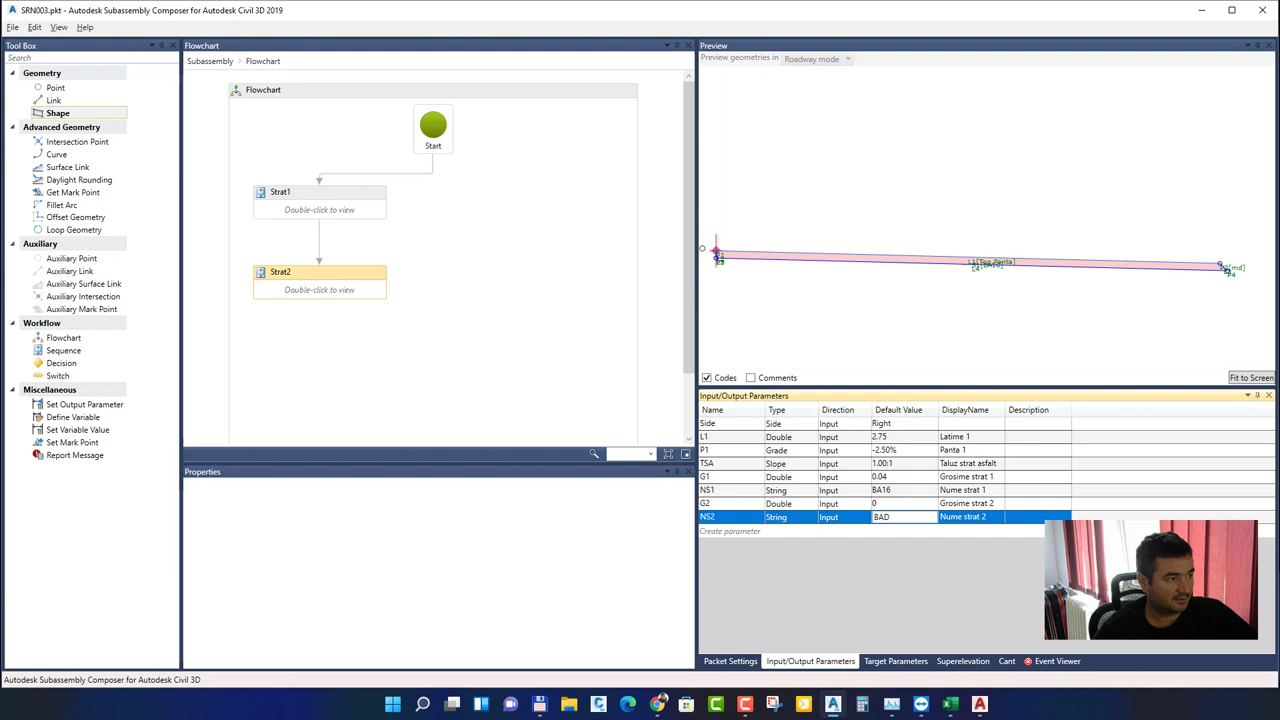 SRN003.pkt - Autodesk Subassembly Composer for Autodesk Civil 3D 2019
File Edit View Help
Tool Box
Search
Geometry
Point
Link
Shape
Advanced Geometry
Intersection Point
Curve
Surface Link
Daylight Rounding
Get Mark Point
Fillet Arc
Offset Geometry
Loop Geometry
Auxiliary
Auxiliary Point
Auxiliary Link
Auxiliary Surface Link
Auxiliary Intersection
Auxiliary Mark Point
Workflow
Flowchart
Sequence
Decision
Switch
Miscellaneous
Set Output Parameter
Define Variable
Set Variable Value
Set Mark Point
Report Message
Flowchart
Subassembly > Flowchart
Flowchart
Start
Strat1
Double-click to view
Strat2
Double-click to view
Properties
Preview
Preview geometries in Roadway mode
P4
Codes Comments Fit to Screen
Input/Output Parameters
Name Type Direction Default Value DisplayName Description
Side Side Input Right
L1 Double Input 2.75 Latime 1
P1 Grade Input -2.50% Panta 1
TSA Slope Input 1.00:1 Taluz strat asfalt
G1 Double Input 0.04 Grosime strat 1
NS1 String Input BA16 Nume strat 1
G2 Double Input 0 Grosime strat 2
NS2 String Input BAD Nume strat 2
Create parameter
Packet Settings Input/Output Parameters Target Parameters Superelevation Cant Event Viewer
Autodesk Subassembly Composer for Autodesk Civil 3D